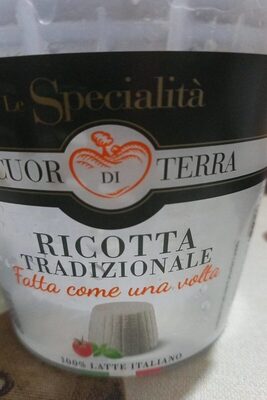 Le Specialità
CUOR DI TERRA
RICOTTA
TRADIZIONALE
Fatta come una volta
100% LATTE ITALIANO